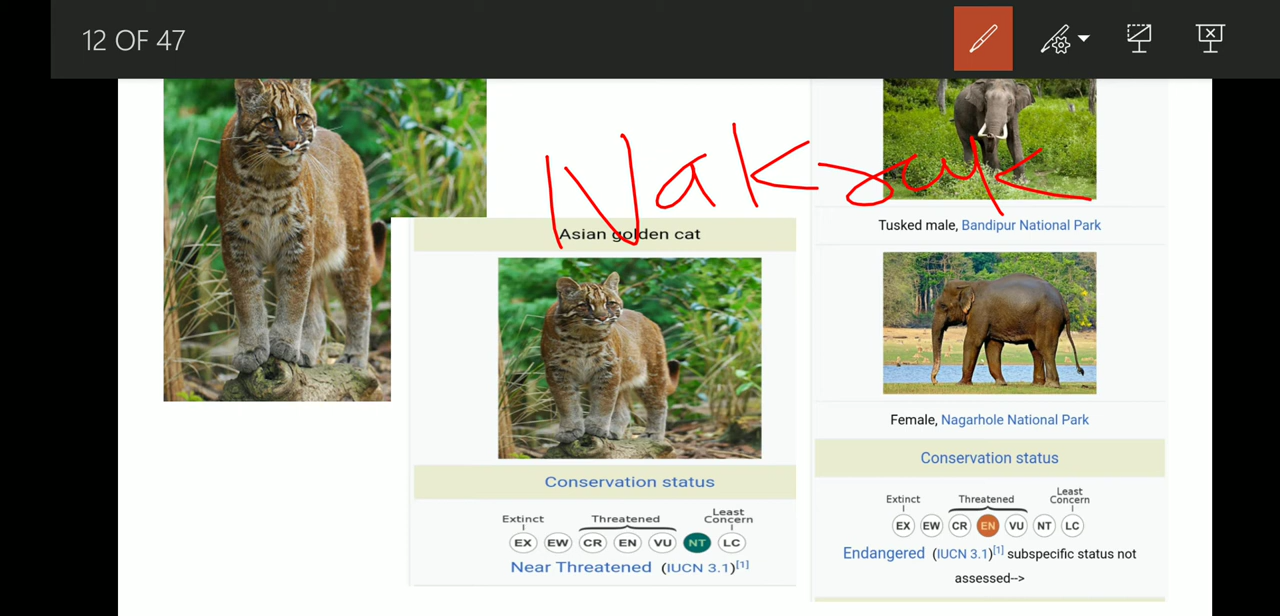 12 OF 47
Asian golden cat
Conservation status
Extinct
Threatened
Least
Concern
EX EW CR EN VU NT LC
Near Threatened (IUCN 3.1)[1]
Tusked male, Bandipur National Park
Female, Nagarhole National Park
Conservation status
Extinct
Threatened
Least
Concern
EX EW CR EN VU NT LC
Endangered (IUCN 3.1)[1] subspecific status not
assessed-->